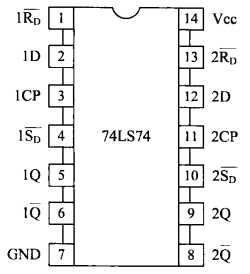 1R̅D̅ 1 14 Vcc
1D 2 13 2R̅D̅
1CP 3 12 2D
1S̅D̅ 4 74LS74 11 2CP
1Q 5 10 2S̅D̅
1Q̅ 6 9 2Q
GND 7 8 2Q̅